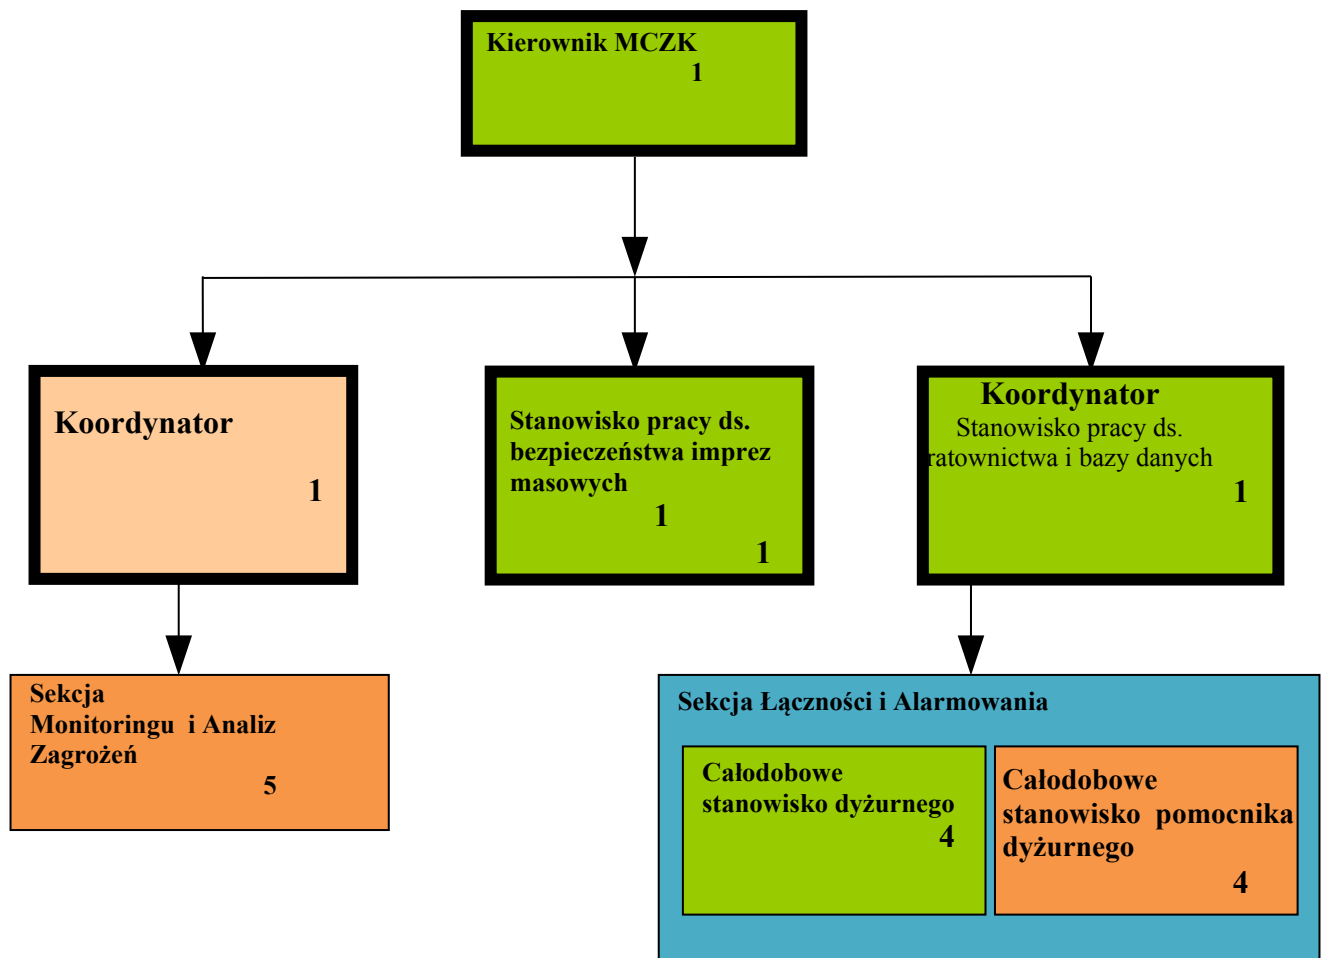 Kierownik MCZK
1
Koordynator
1
Stanowisko pracy ds.
bezpieczeństwa imprez
masowych
1
1
Koordynator
Stanowisko pracy ds.
ratownictwa i bazy danych
1
Sekcja
Monitoringu i Analiz
Zagrożeń
5
Sekcja Łączności i Alarmowania
Całodobowe
stanowisko dyżurnego
4
Całodobowe
stanowisko pomocnika
dyżurnego
4